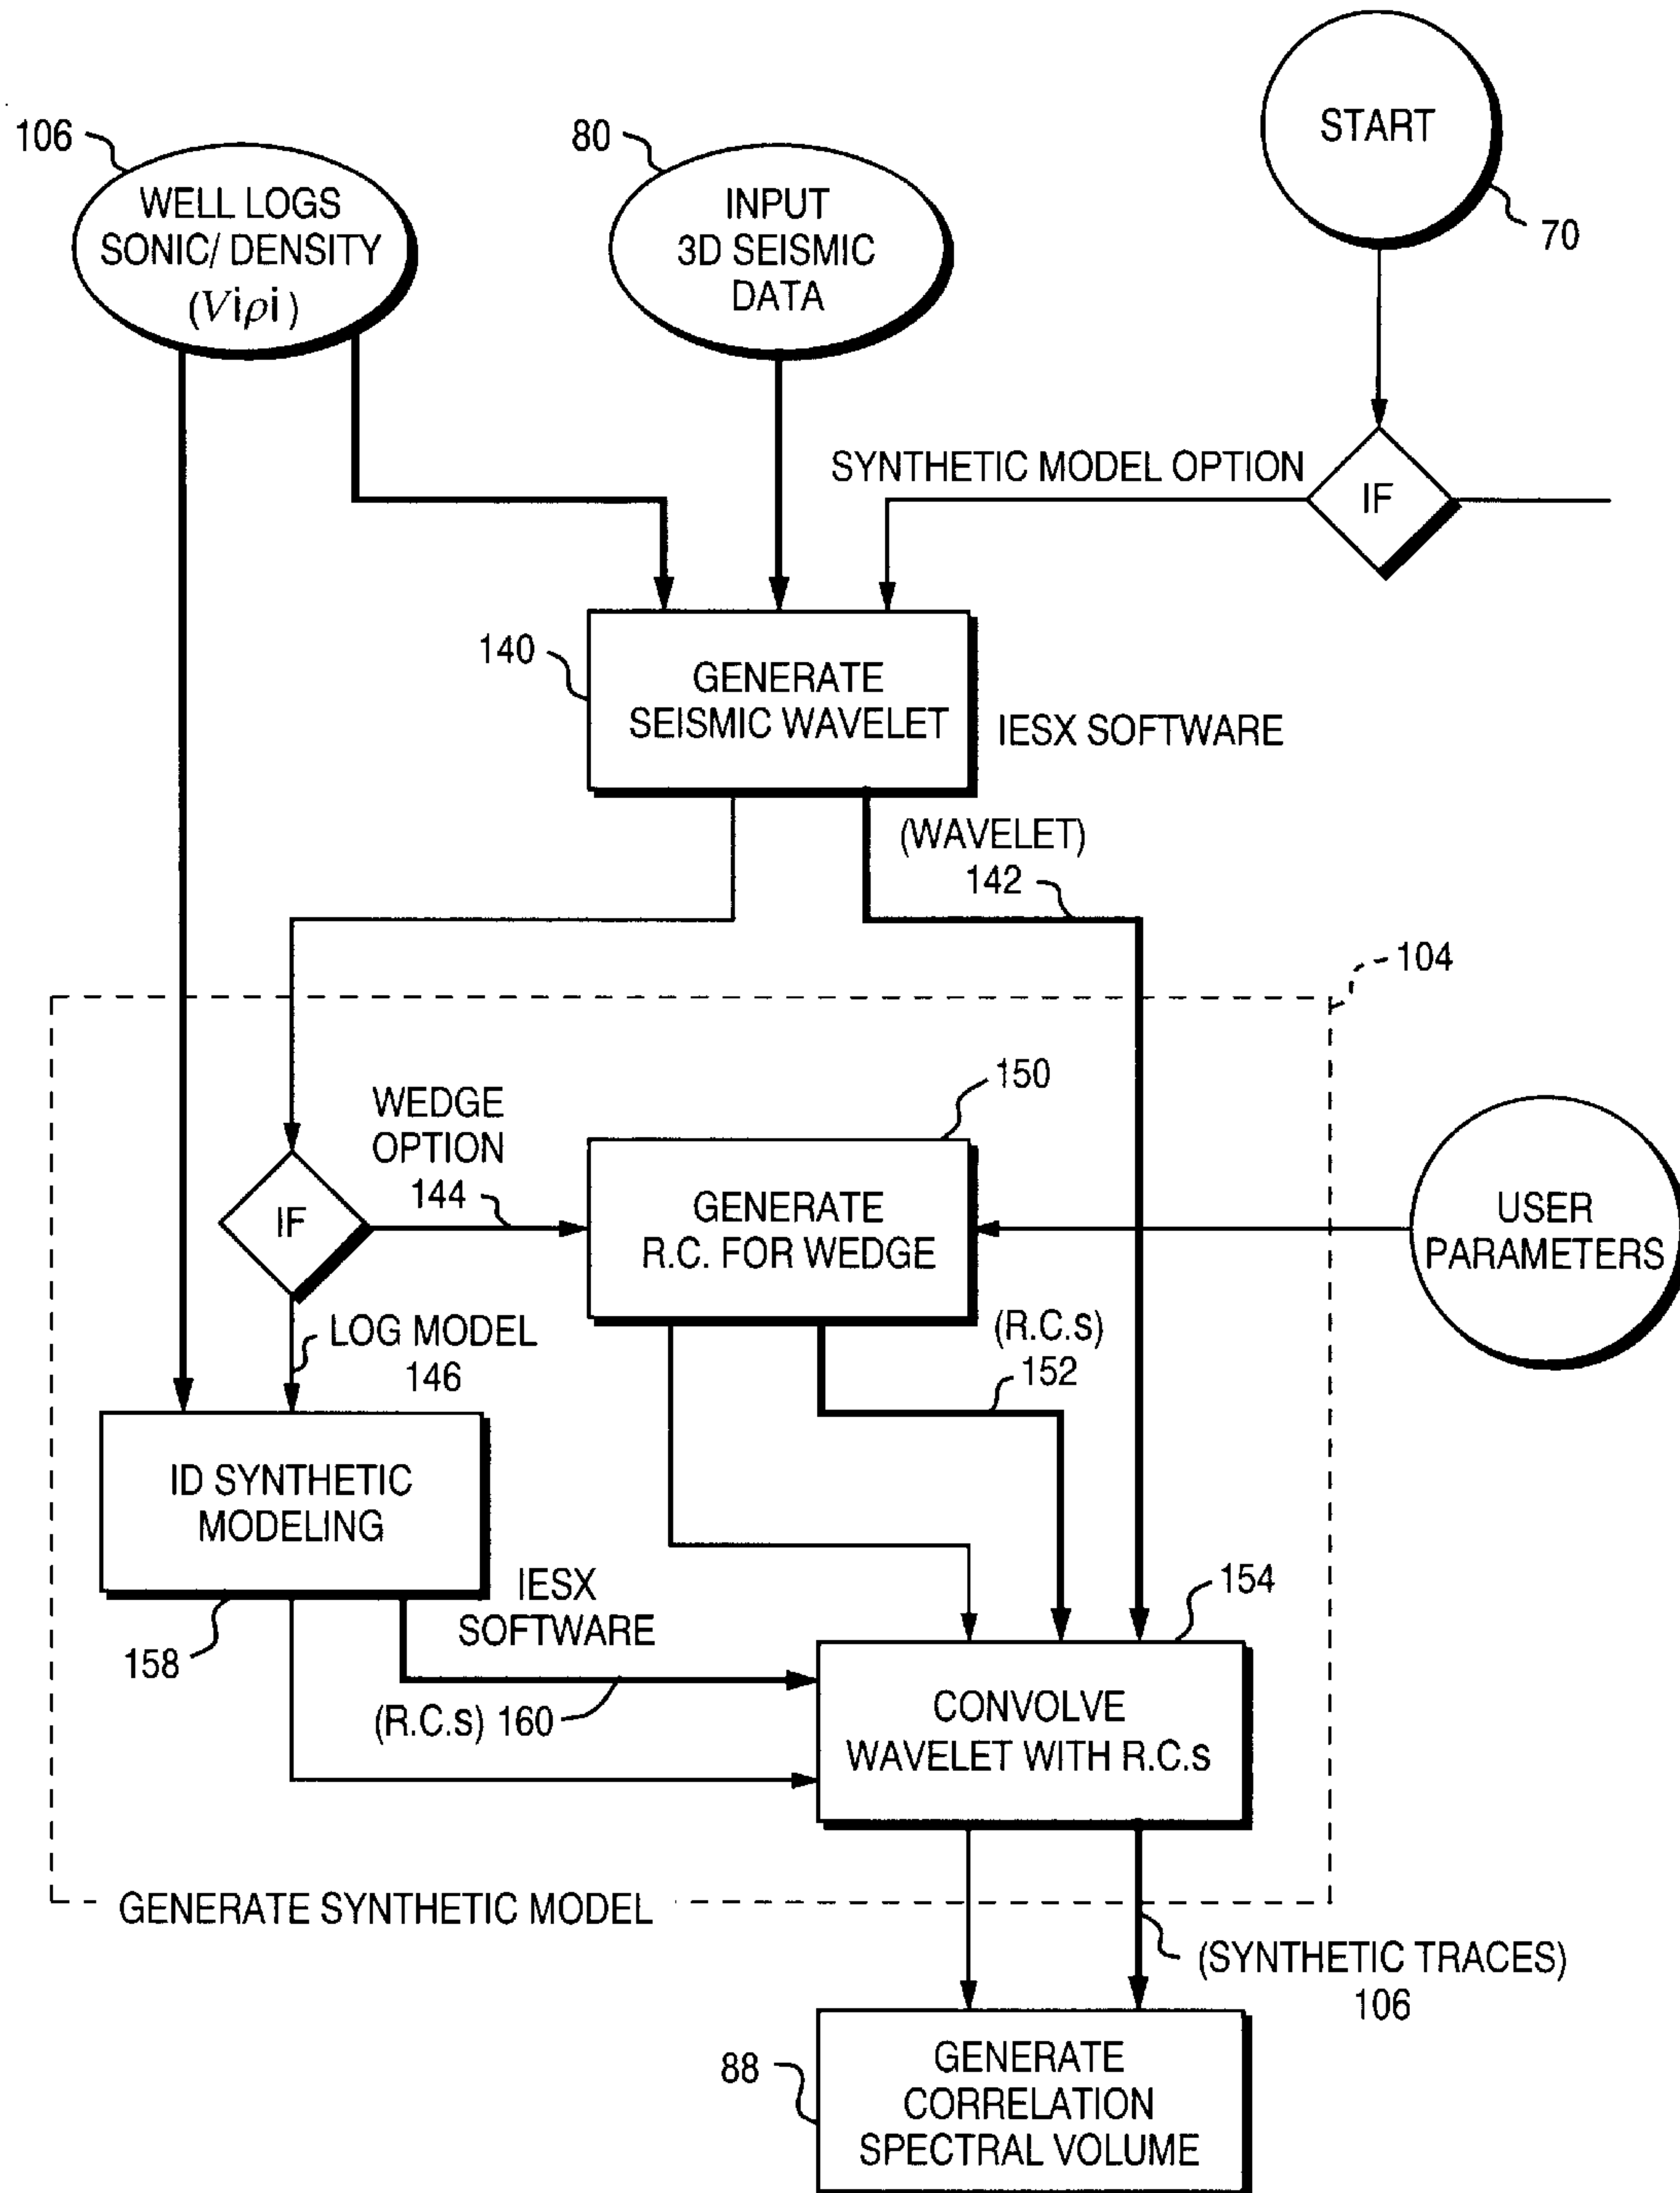 106
WELL LOGS
SONIC/ DENSITY
(Viρi)
80
INPUT
3D SEISMIC
DATA
START
70
SYNTHETIC MODEL OPTION
IF
140
GENERATE
SEISMIC WAVELET
IESX SOFTWARE
(WAVELET)
142
104
WEDGE
OPTION
144
150
GENERATE
R.C. FOR WEDGE
USER
PARAMETERS
IF
LOG MODEL
146
(R.C.s)
152
ID SYNTHETIC
MODELING
IESX
SOFTWARE
158
(R.C.s) 160
154
CONVOLVE
WAVELET WITH R.C.s
GENERATE SYNTHETIC MODEL
(SYNTHETIC TRACES)
106
88
GENERATE
CORRELATION
SPECTRAL VOLUME